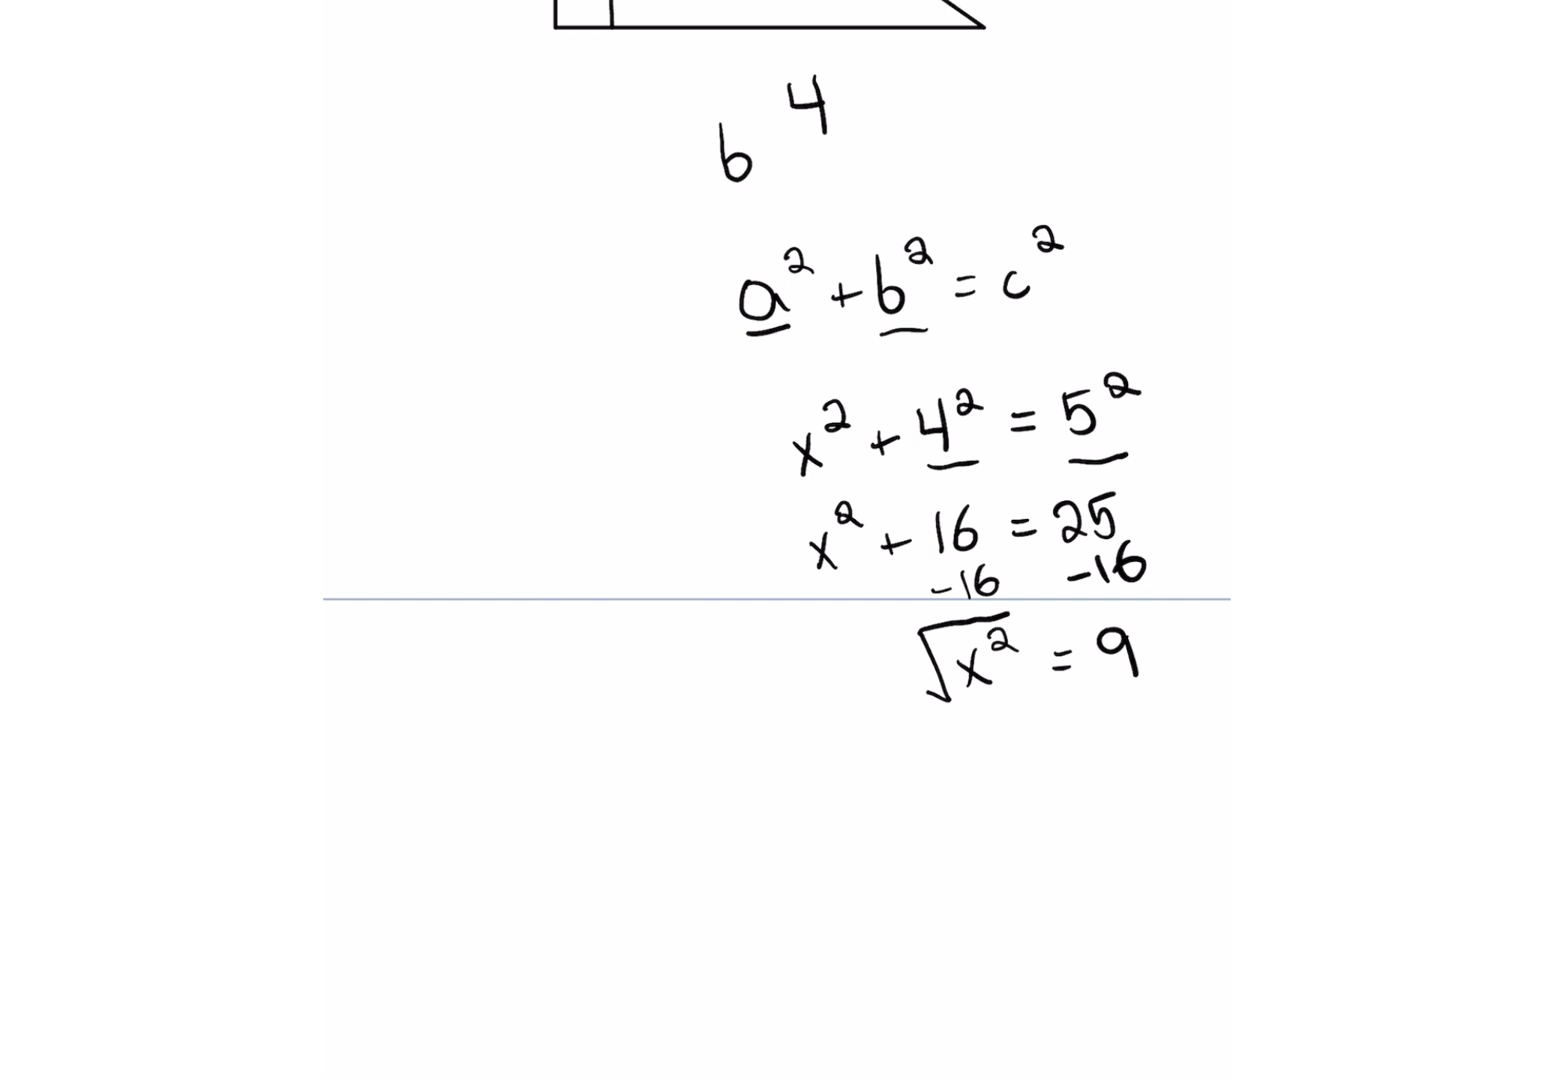 4
b
a² + b² = c²
x² + 4² = 5²
x² + 16 = 25
-16 -16
√x² = 9